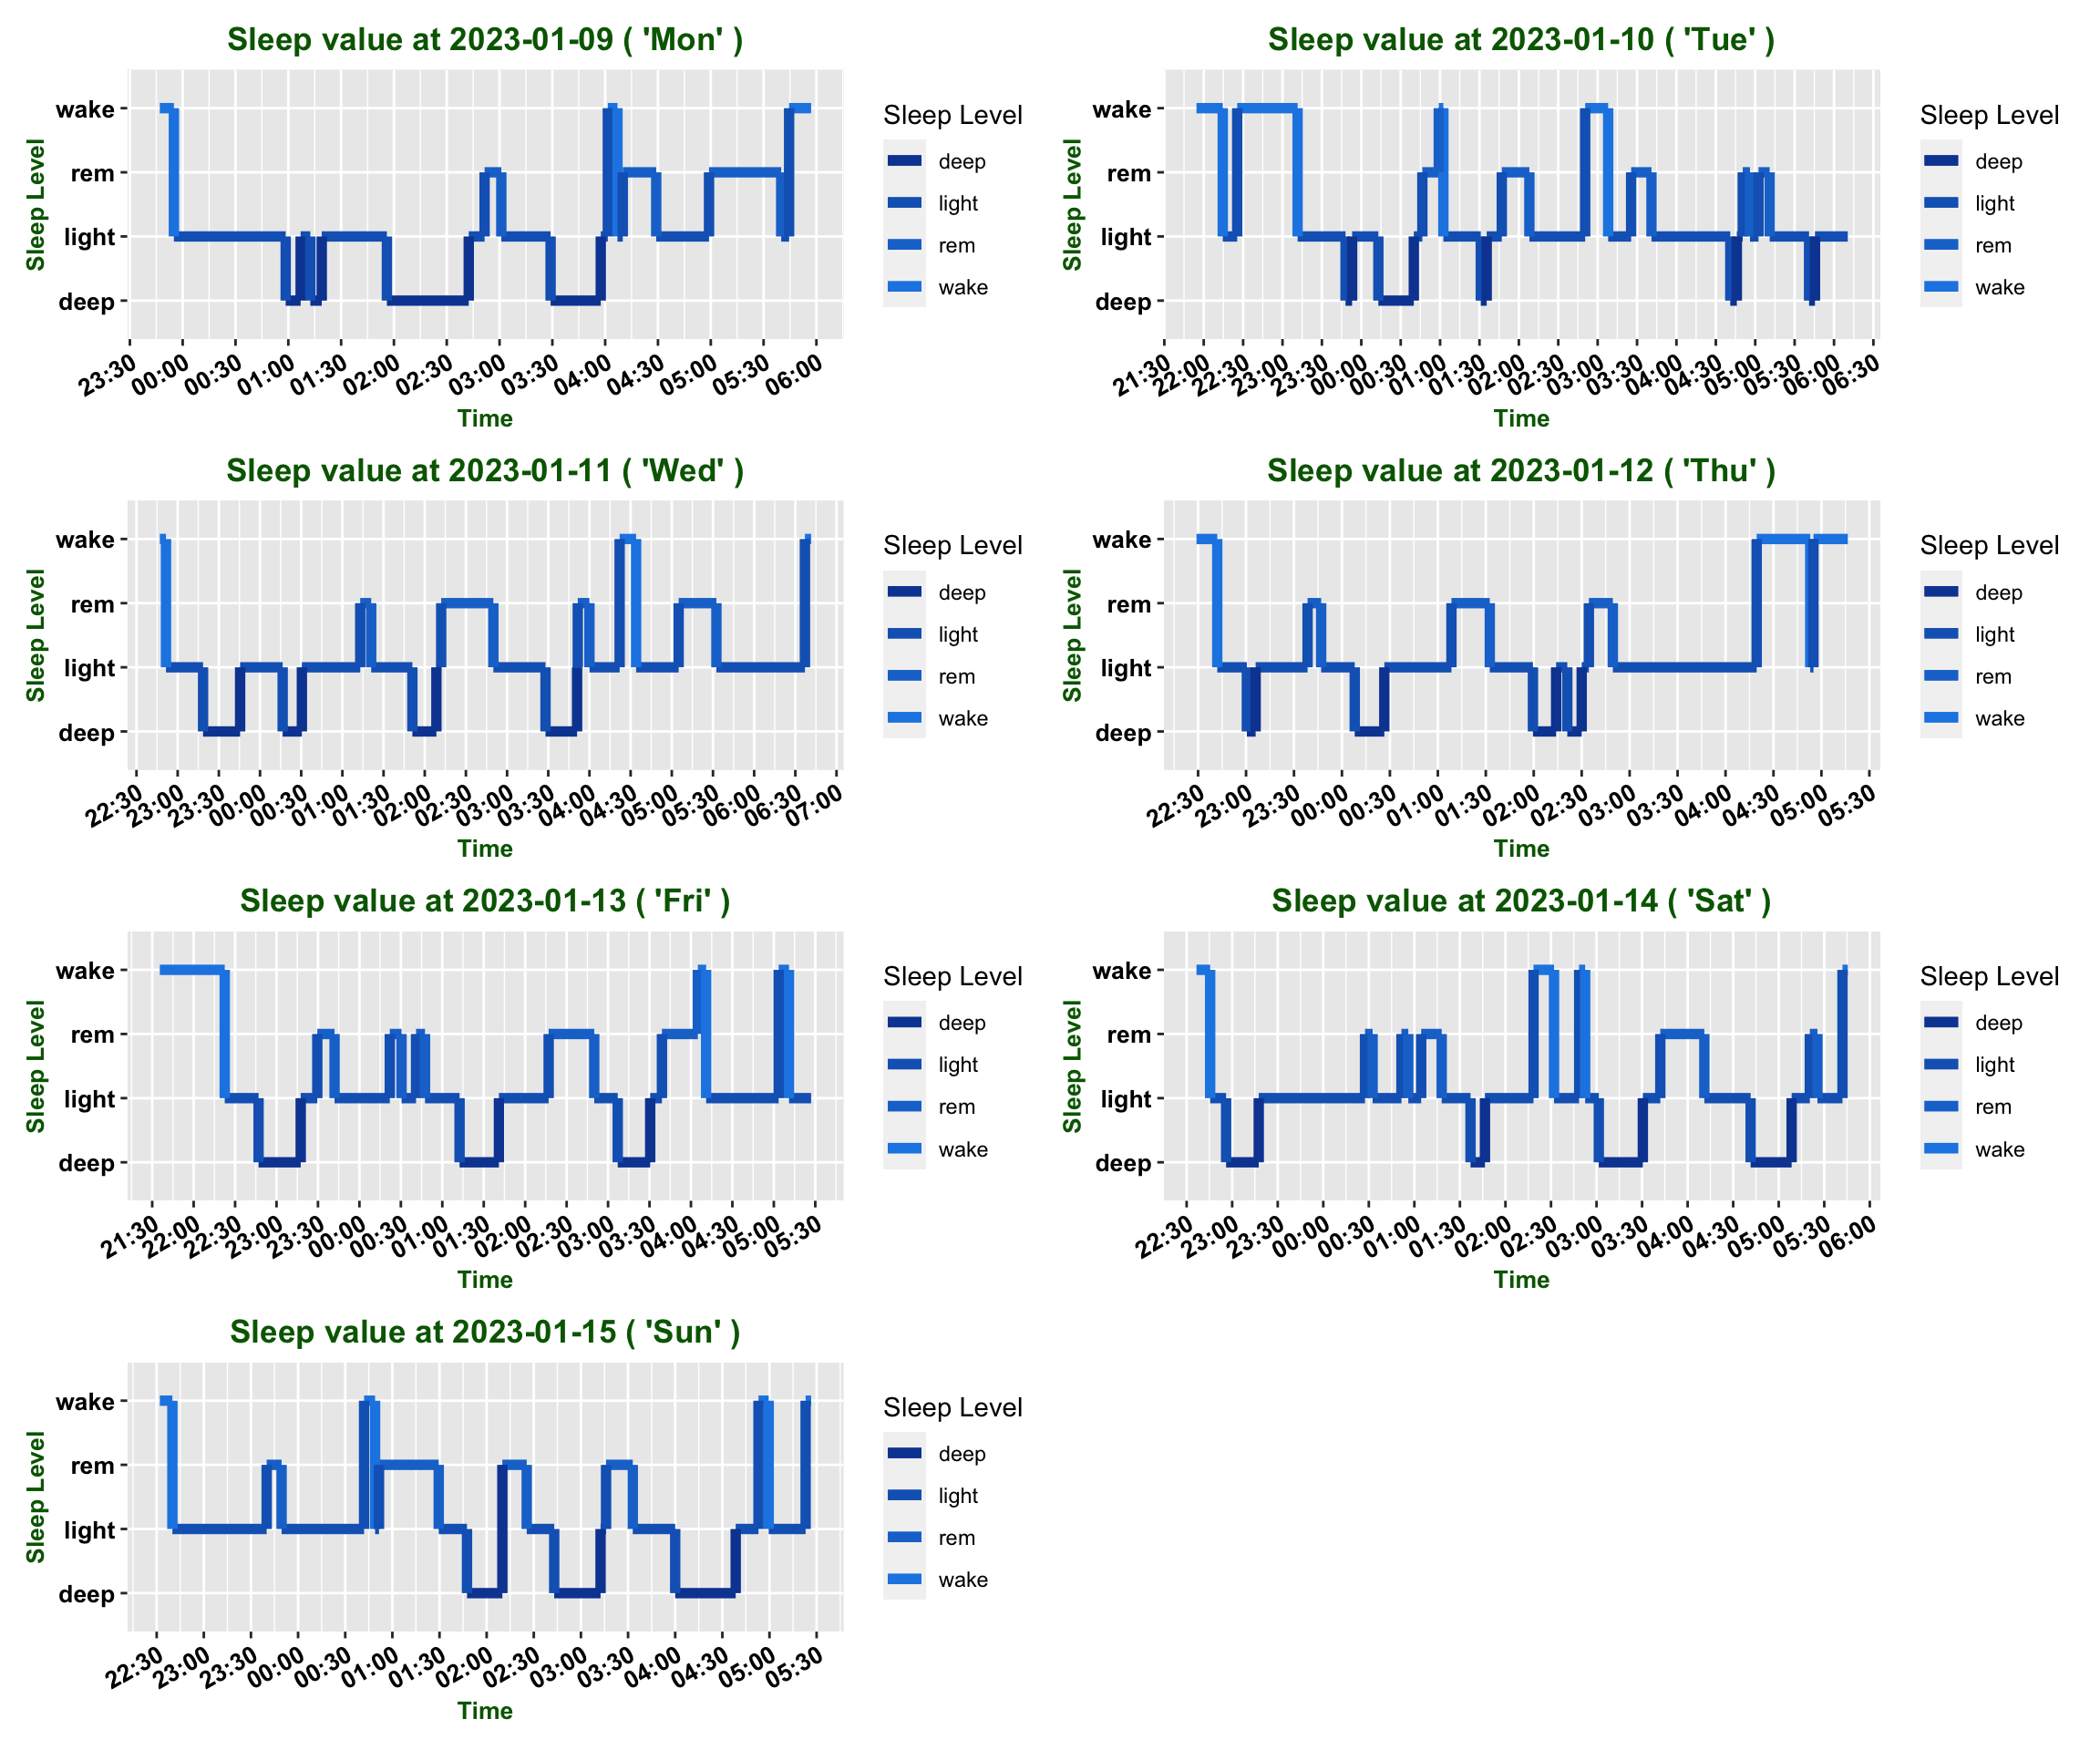 Sleep value at 2023-01-09 ( 'Mon' )
wake
rem
light
deep
Sleep Level
23:30 00:00 00:30 01:00 01:30 02:00 02:30 03:00 03:30 04:00 04:30 05:00 05:30 06:00
Time
Sleep Level
deep
light
rem
wake
Sleep value at 2023-01-10 ( 'Tue' )
wake
rem
light
deep
Sleep Level
21:30 22:00 22:30 23:00 23:30 00:00 00:30 01:00 01:30 02:00 02:30 03:00 03:30 04:00 04:30 05:00 05:30 06:00 06:30
Time
Sleep Level
deep
light
rem
wake
Sleep value at 2023-01-11 ( 'Wed' )
wake
rem
light
deep
Sleep Level
22:30 23:00 23:30 00:00 00:30 01:00 01:30 02:00 02:30 03:00 03:30 04:00 04:30 05:00 05:30 06:00 06:30 07:00
Time
Sleep Level
deep
light
rem
wake
Sleep value at 2023-01-12 ( 'Thu' )
wake
rem
light
deep
Sleep Level
22:30 23:00 23:30 00:00 00:30 01:00 01:30 02:00 02:30 03:00 03:30 04:00 04:30 05:00 05:30
Time
Sleep Level
deep
light
rem
wake
Sleep value at 2023-01-13 ( 'Fri' )
wake
rem
light
deep
Sleep Level
21:30 22:00 22:30 23:00 23:30 00:00 00:30 01:00 01:30 02:00 02:30 03:00 03:30 04:00 04:30 05:00 05:30
Time
Sleep Level
deep
light
rem
wake
Sleep value at 2023-01-14 ( 'Sat' )
wake
rem
light
deep
Sleep Level
22:30 23:00 23:30 00:00 00:30 01:00 01:30 02:00 02:30 03:00 03:30 04:00 04:30 05:00 05:30 06:00
Time
Sleep Level
deep
light
rem
wake
Sleep value at 2023-01-15 ( 'Sun' )
wake
rem
light
deep
Sleep Level
22:30 23:00 23:30 00:00 00:30 01:00 01:30 02:00 02:30 03:00 03:30 04:00 04:30 05:00 05:30
Time
Sleep Level
deep
light
rem
wake